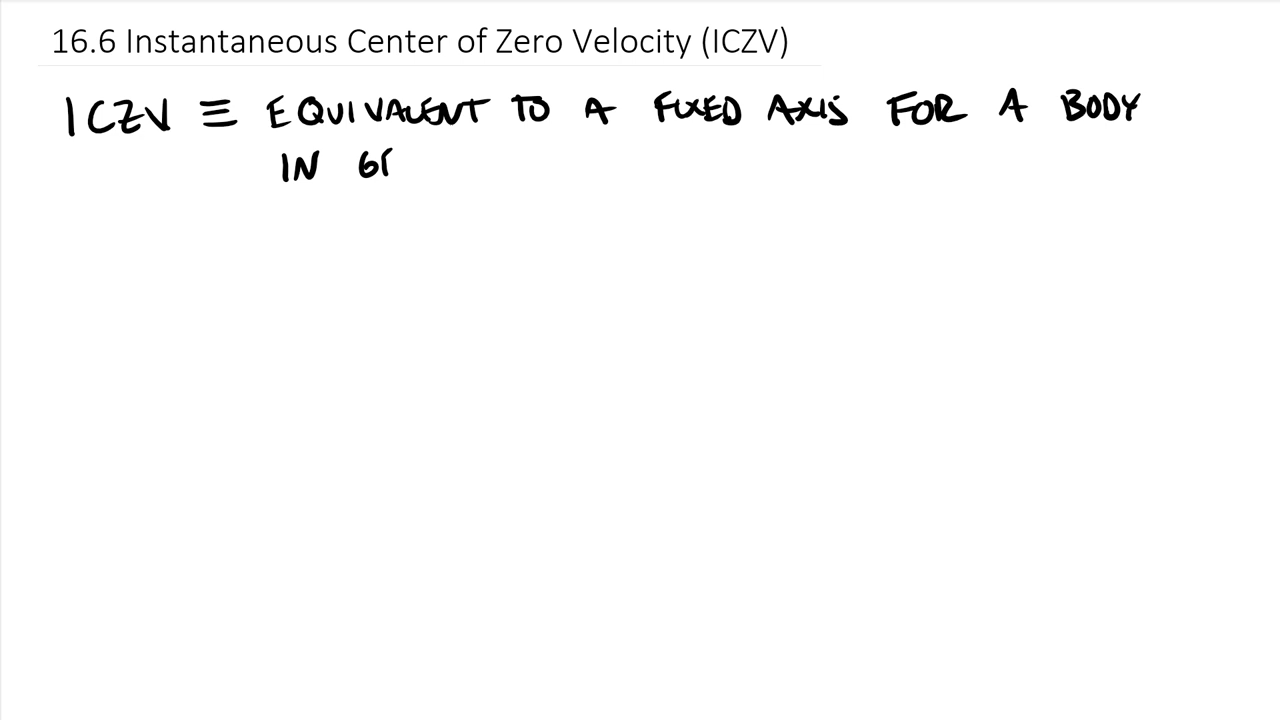 16.6 Instantaneous Center of Zero Velocity (ICZV)
ICZV ≡ EQUIVALENT TO A FIXED AXIS FOR A BODY
IN